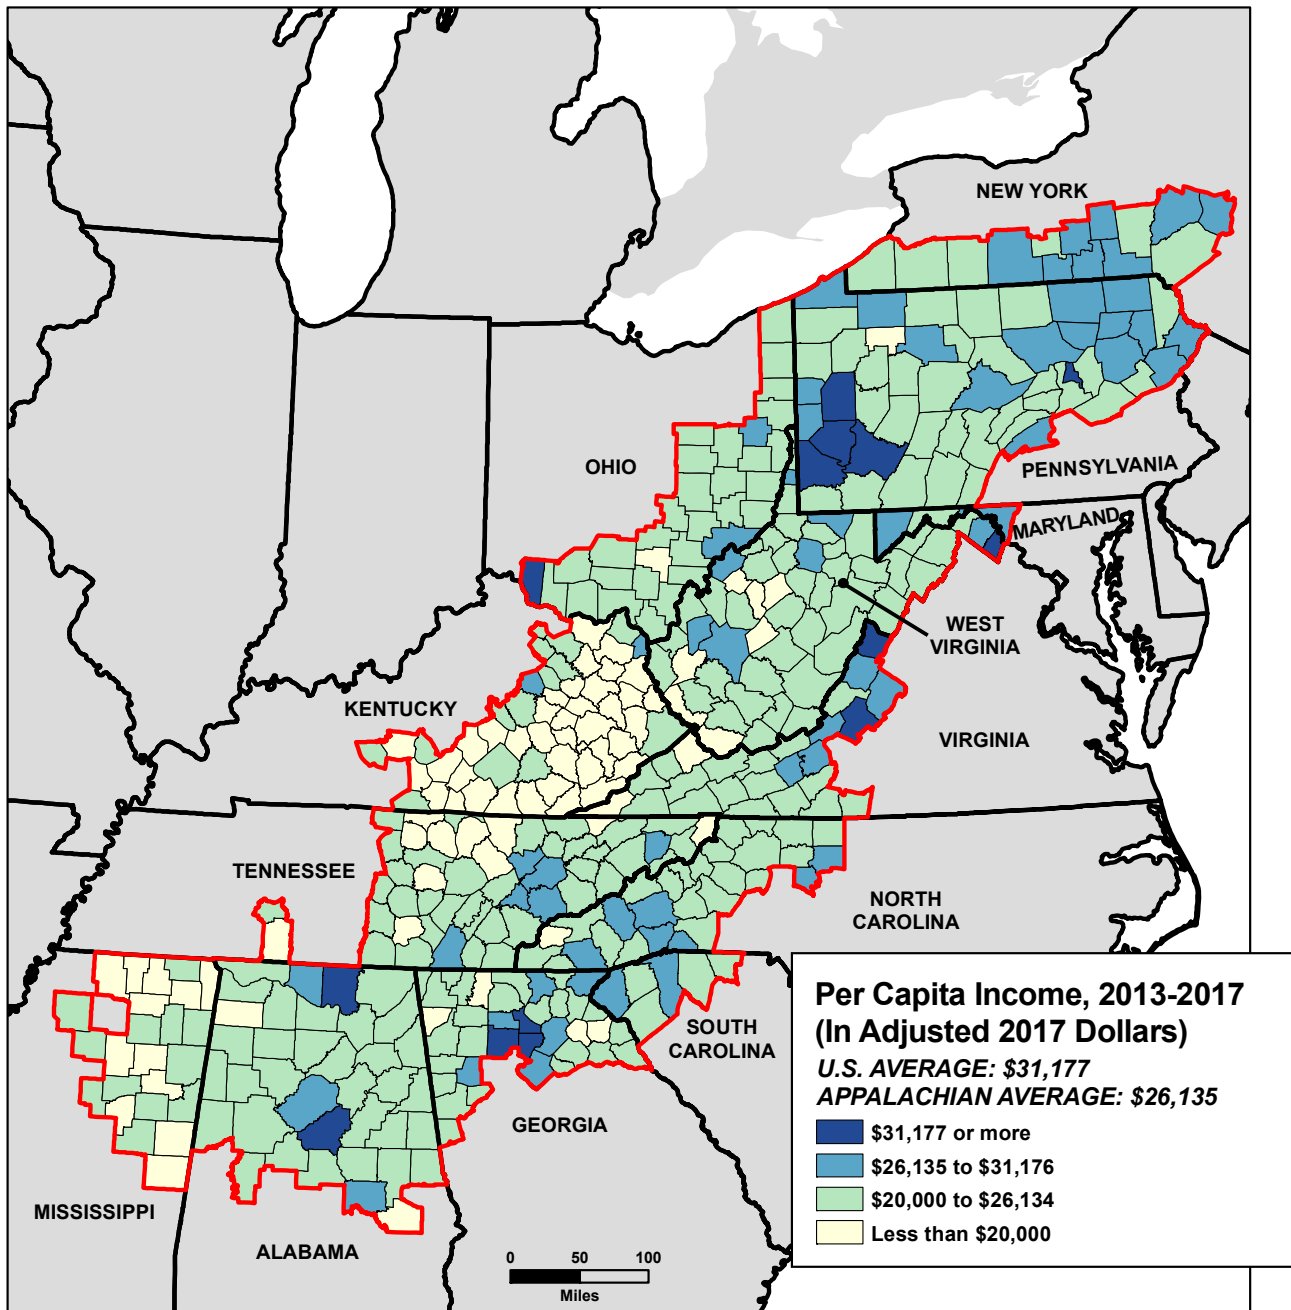 NEW YORK
OHIO
PENNSYLVANIA
MARYLAND
WEST
VIRGINIA
KENTUCKY
VIRGINIA
TENNESSEE
NORTH
CAROLINA
SOUTH
CAROLINA
GEORGIA
MISSISSIPPI
ALABAMA
Per Capita Income, 2013-2017
(In Adjusted 2017 Dollars)
U.S. AVERAGE: $31,177
APPALACHIAN AVERAGE: $26,135
$31,177 or more
$26,135 to $31,176
$20,000 to $26,134
Less than $20,000
0 50 100
Miles